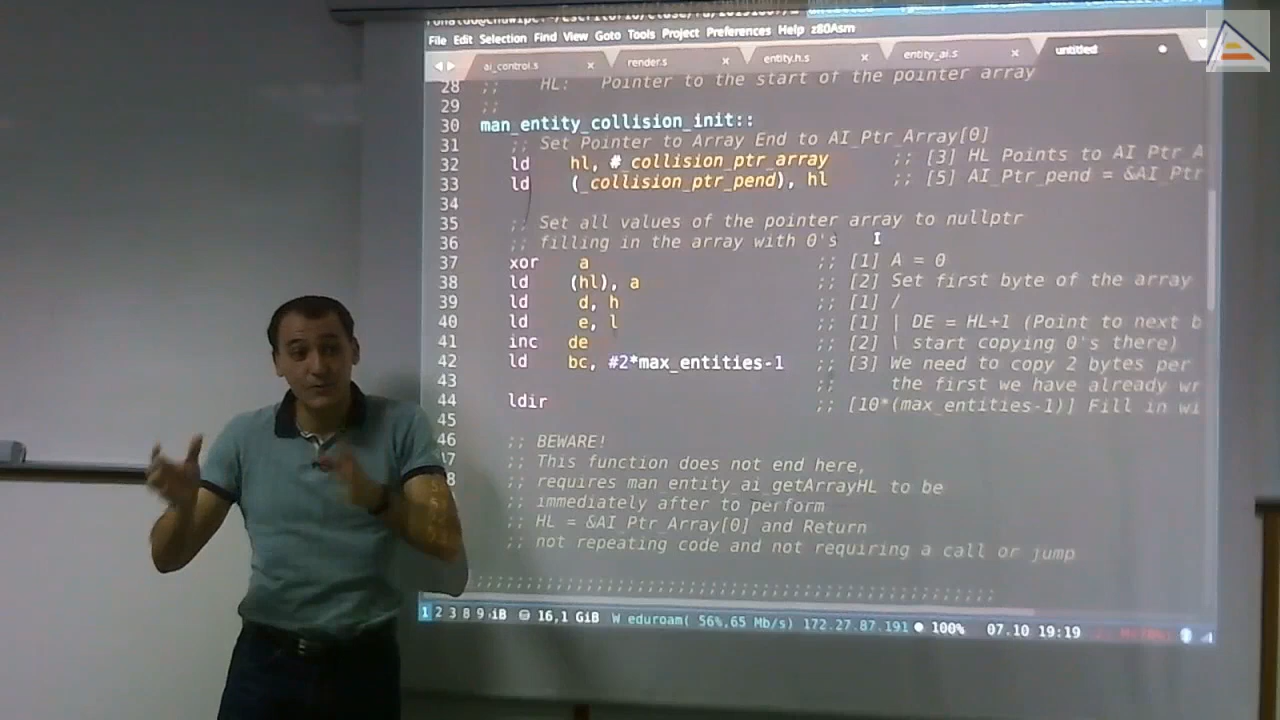 File Edit Selection Find View Goto Tools Project Preferences Help z80Asm
ai_control.s × render.s × entity.h.s × entity_ai.s × untitled
28 ;; HL: Pointer to the start of the pointer array
29 ;;
30 man_entity_collision_init::
31 ;; Set Pointer to Array End to AI_Ptr_Array[0]
32 ld hl, #_collision_ptr_array ;; [3] HL Points to AI_Ptr_A
33 ld (_collision_ptr_pend), hl ;; [5] AI_Ptr_pend = &AI_Ptr
34
35 ;; Set all values of the pointer array to nullptr
36 ;; filling in the array with 0's
37 xor a ;; [1] A = 0
38 ld (hl), a ;; [2] Set first byte of the array
39 ld d, h ;; [1] /
40 ld e, l ;; [1] | DE = HL+1 (Point to next b
41 inc de ;; [2] \ start copying 0's there)
42 ld bc, #2*max_entities-1 ;; [3] We need to copy 2 bytes per
43 ;; the first we have already wr
44 ldir ;; [10*(max_entities-1)] Fill in wi
45
46 ;; BEWARE!
47 ;; This function does not end here,
8 ;; requires man_entity_ai_getArrayHL to be
;; immediately after to perform
;; HL = &AI_Ptr_Array[0] and Return
;; not repeating code and not requiring a call or jump
;;;;;;;;;;;;;;;;;;;;;;;;;;;;;;;;;;;;;;;;;;;;;;;;;;
1 2 3 8 9 iB 16,1 GiB W eduroam( 56%,65 Mb/s) 172.27.87.191 100% 07.10 19:19